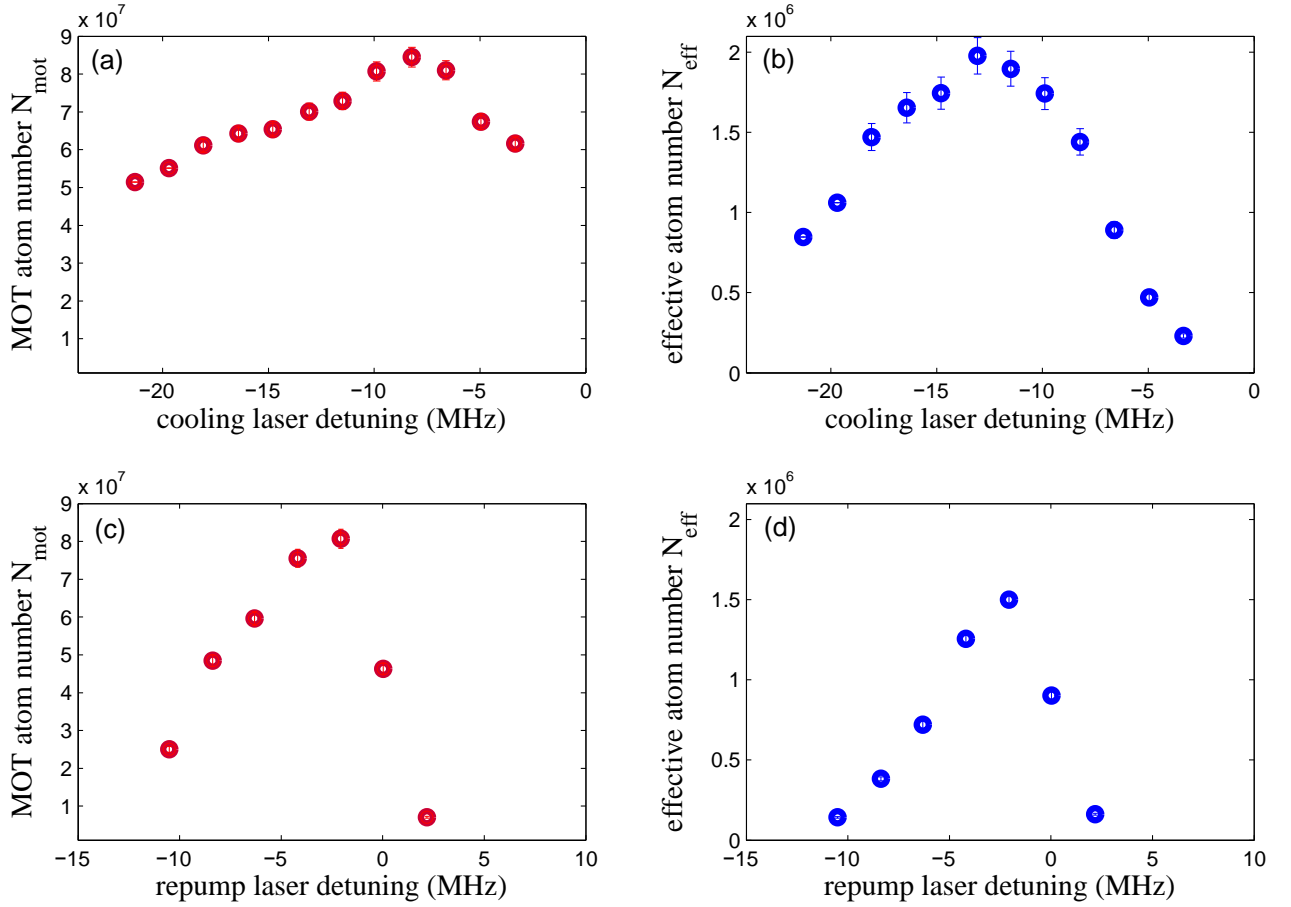 x 10^7
(a)
MOT atom number N_mot
9
8
7
6
5
4
3
2
1
−20 −15 −10 −5 0
cooling laser detuning (MHz)
x 10^6
(b)
effective atom number N_eff
2
1.5
1
0.5
0
−20 −15 −10 −5 0
cooling laser detuning (MHz)
x 10^7
(c)
MOT atom number N_mot
9
8
7
6
5
4
3
2
1
−15 −10 −5 0 5 10
repump laser detuning (MHz)
x 10^6
(d)
effective atom number N_eff
2
1.5
1
0.5
0
−15 −10 −5 0 5 10
repump laser detuning (MHz)